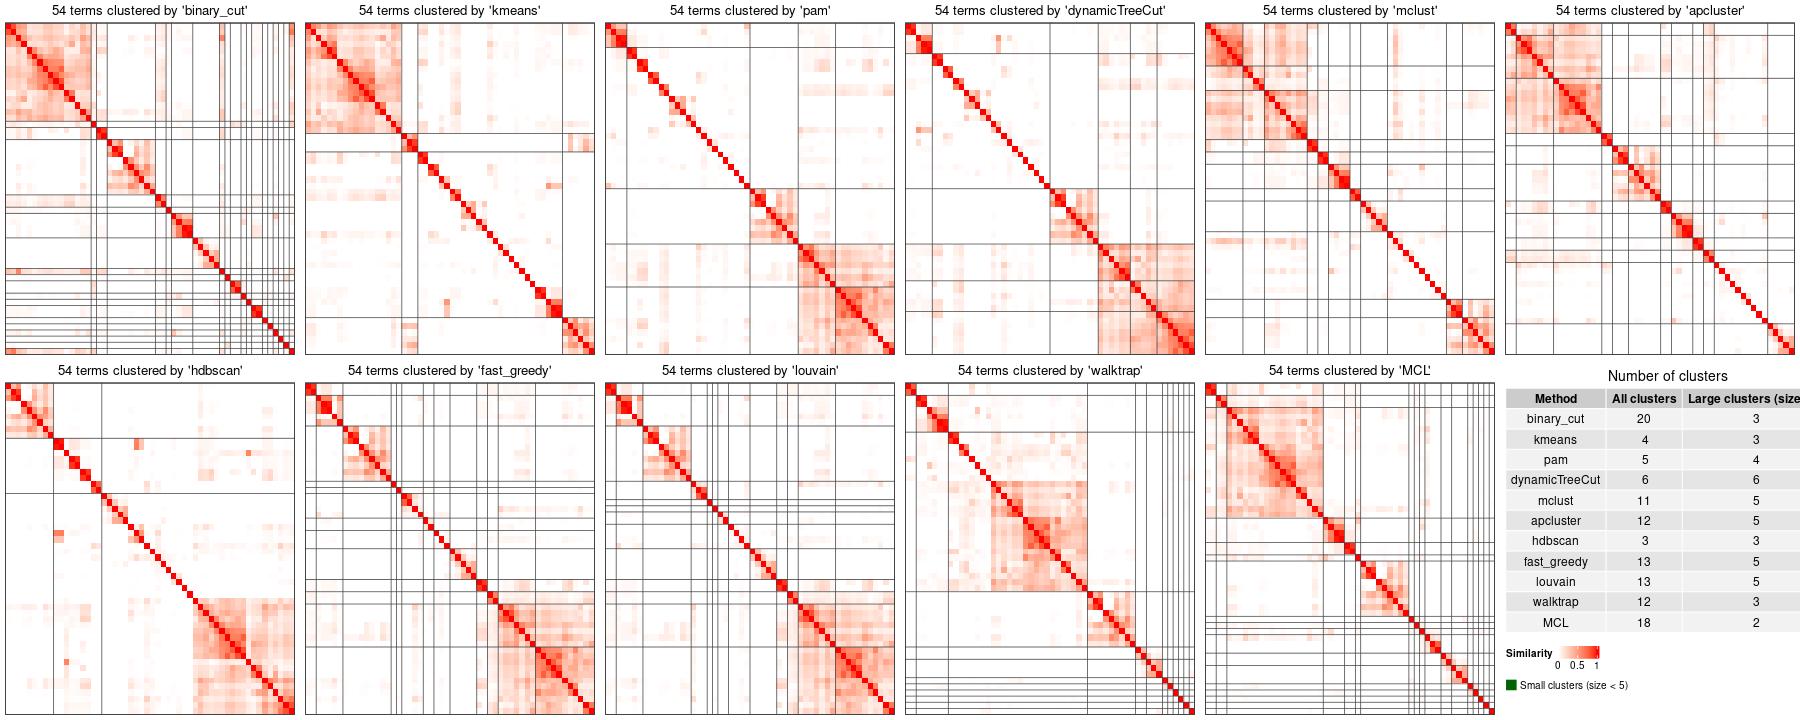 54 terms clustered by 'binary_cut'
54 terms clustered by 'kmeans'
54 terms clustered by 'pam'
54 terms clustered by 'dynamicTreeCut'
54 terms clustered by 'mclust'
54 terms clustered by 'apcluster'
54 terms clustered by 'hdbscan'
54 terms clustered by 'fast_greedy'
54 terms clustered by 'louvain'
54 terms clustered by 'walktrap'
54 terms clustered by 'MCL'
Number of clusters
Method All clusters Large clusters (size
binary_cut 20 3
kmeans 4 3
pam 5 4
dynamicTreeCut 6 6
mclust 11 5
apcluster 12 5
hdbscan 3 3
fast_greedy 13 5
louvain 13 5
walktrap 12 3
MCL 18 2
Similarity
0 0.5 1
Small clusters (size < 5)